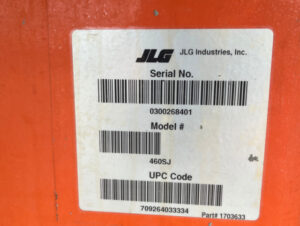 JLG JLG Industries, Inc.
Serial No.
0300268401
Model #
460SJ
UPC Code
709264033334
Part# 1703633